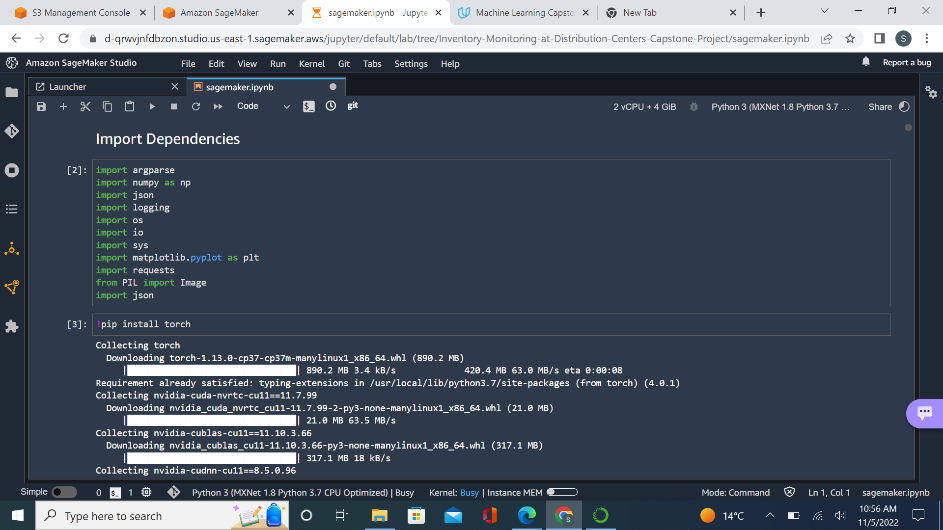 S3 Management Console
Amazon SageMaker
sagemaker.ipynb - Jupyte
Machine Learning Capsto
New Tab
d-qrwvjnfdbzon.studio.us-east-1.sagemaker.aws/jupyter/default/lab/tree/Inventory-Monitoring-at-Distribution-Centers-Capstone-Project/sagemaker.ipynb
S
Amazon SageMaker Studio
File Edit View Run Kernel Git Tabs Settings Help
Report a bug
Launcher
sagemaker.ipynb
Code
git
2 vCPU + 4 GiB
Python 3 (MXNet 1.8 Python 3.7 ...
Share
Import Dependencies
[2]: import argparse
import numpy as np
import json
import logging
import os
import io
import sys
import matplotlib.pyplot as plt
import requests
from PIL import Image
import json
[3]: !pip install torch
Collecting torch
Downloading torch-1.13.0-cp37-cp37m-manylinux1_x86_64.whl (890.2 MB)
| | 890.2 MB 3.4 kB/s 420.4 MB 63.0 MB/s eta 0:00:08
Requirement already satisfied: typing-extensions in /usr/local/lib/python3.7/site-packages (from torch) (4.0.1)
Collecting nvidia-cuda-nvrtc-cu11==11.7.99
Downloading nvidia_cuda_nvrtc_cu11-11.7.99-2-py3-none-manylinux1_x86_64.whl (21.0 MB)
| | 21.0 MB 63.5 MB/s
Collecting nvidia-cublas-cu11==11.10.3.66
Downloading nvidia_cublas_cu11-11.10.3.66-py3-none-manylinux1_x86_64.whl (317.1 MB)
| | 317.1 MB 18 kB/s
Collecting nvidia-cudnn-cu11==8.5.0.96
Simple 0 $_ 1 Python 3 (MXNet 1.8 Python 3.7 CPU Optimized) | Busy Kernel: Busy | Instance MEM Mode: Command Ln 1, Col 1 sagemaker.ipynb
Type here to search
14°C
10:56 AM
11/5/2022